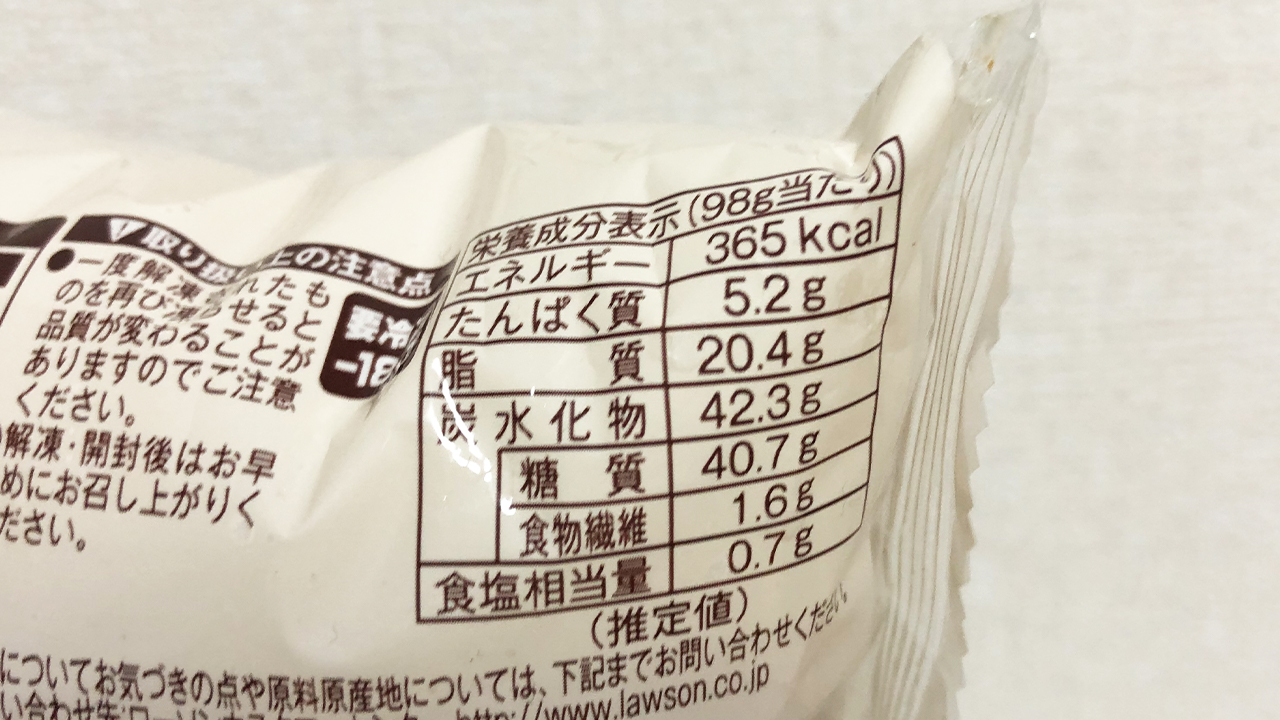 取り扱い上の注意点
●一度解凍されたも
のを再び凍らせると
品質が変わることが
ありますのでご注意
ください。
解凍・開封後はお早
めにお召し上がりく
ださい。
栄養成分表示(98g当たり)
エネルギー 365kcal
たんぱく質 5.2g
脂質 20.4g
炭水化物 42.3g
糖質 40.7g
食物繊維 1.6g
食塩相当量 0.7g
(推定値)
についてお気づきの点や原料原産地については、下記までお問い合わせください。
http://www.lawson.co.jp